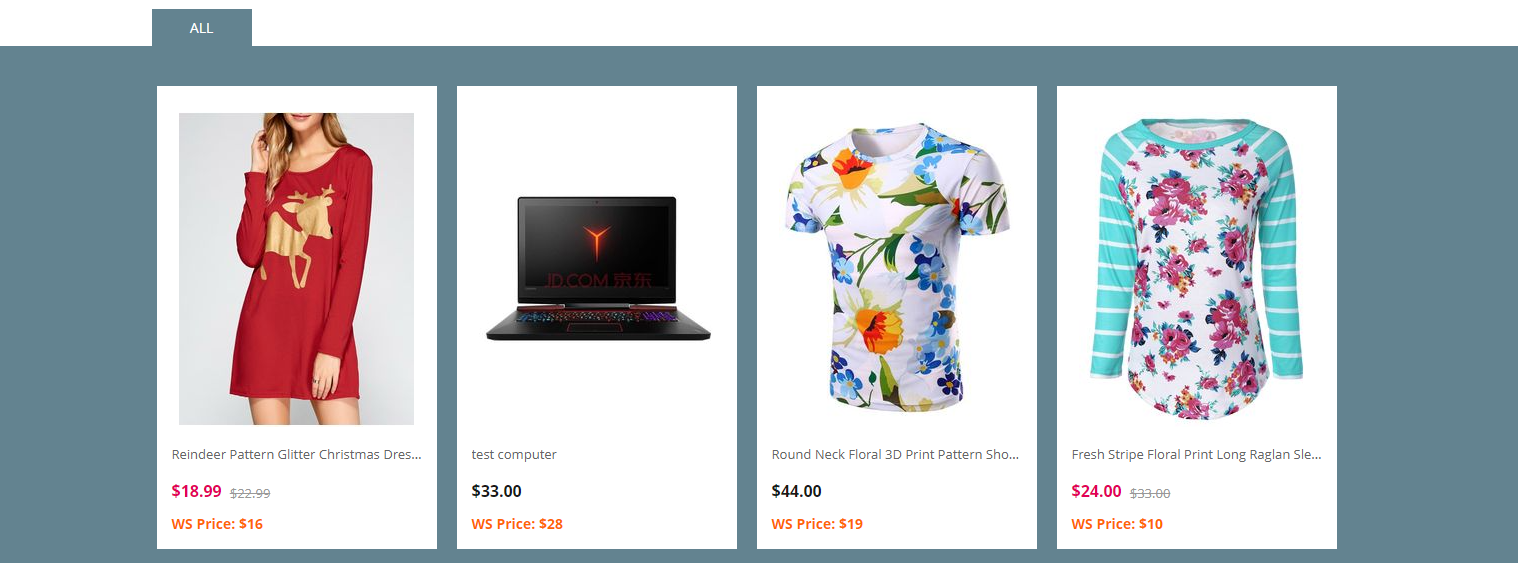 ALL
JD.COM 京东
Reindeer Pattern Glitter Christmas Dres...
$18.99 $22.99
WS Price: $16
test computer
$33.00
WS Price: $28
Round Neck Floral 3D Print Pattern Sho...
$44.00
WS Price: $19
Fresh Stripe Floral Print Long Raglan Sle...
$24.00 $33.00
WS Price: $10